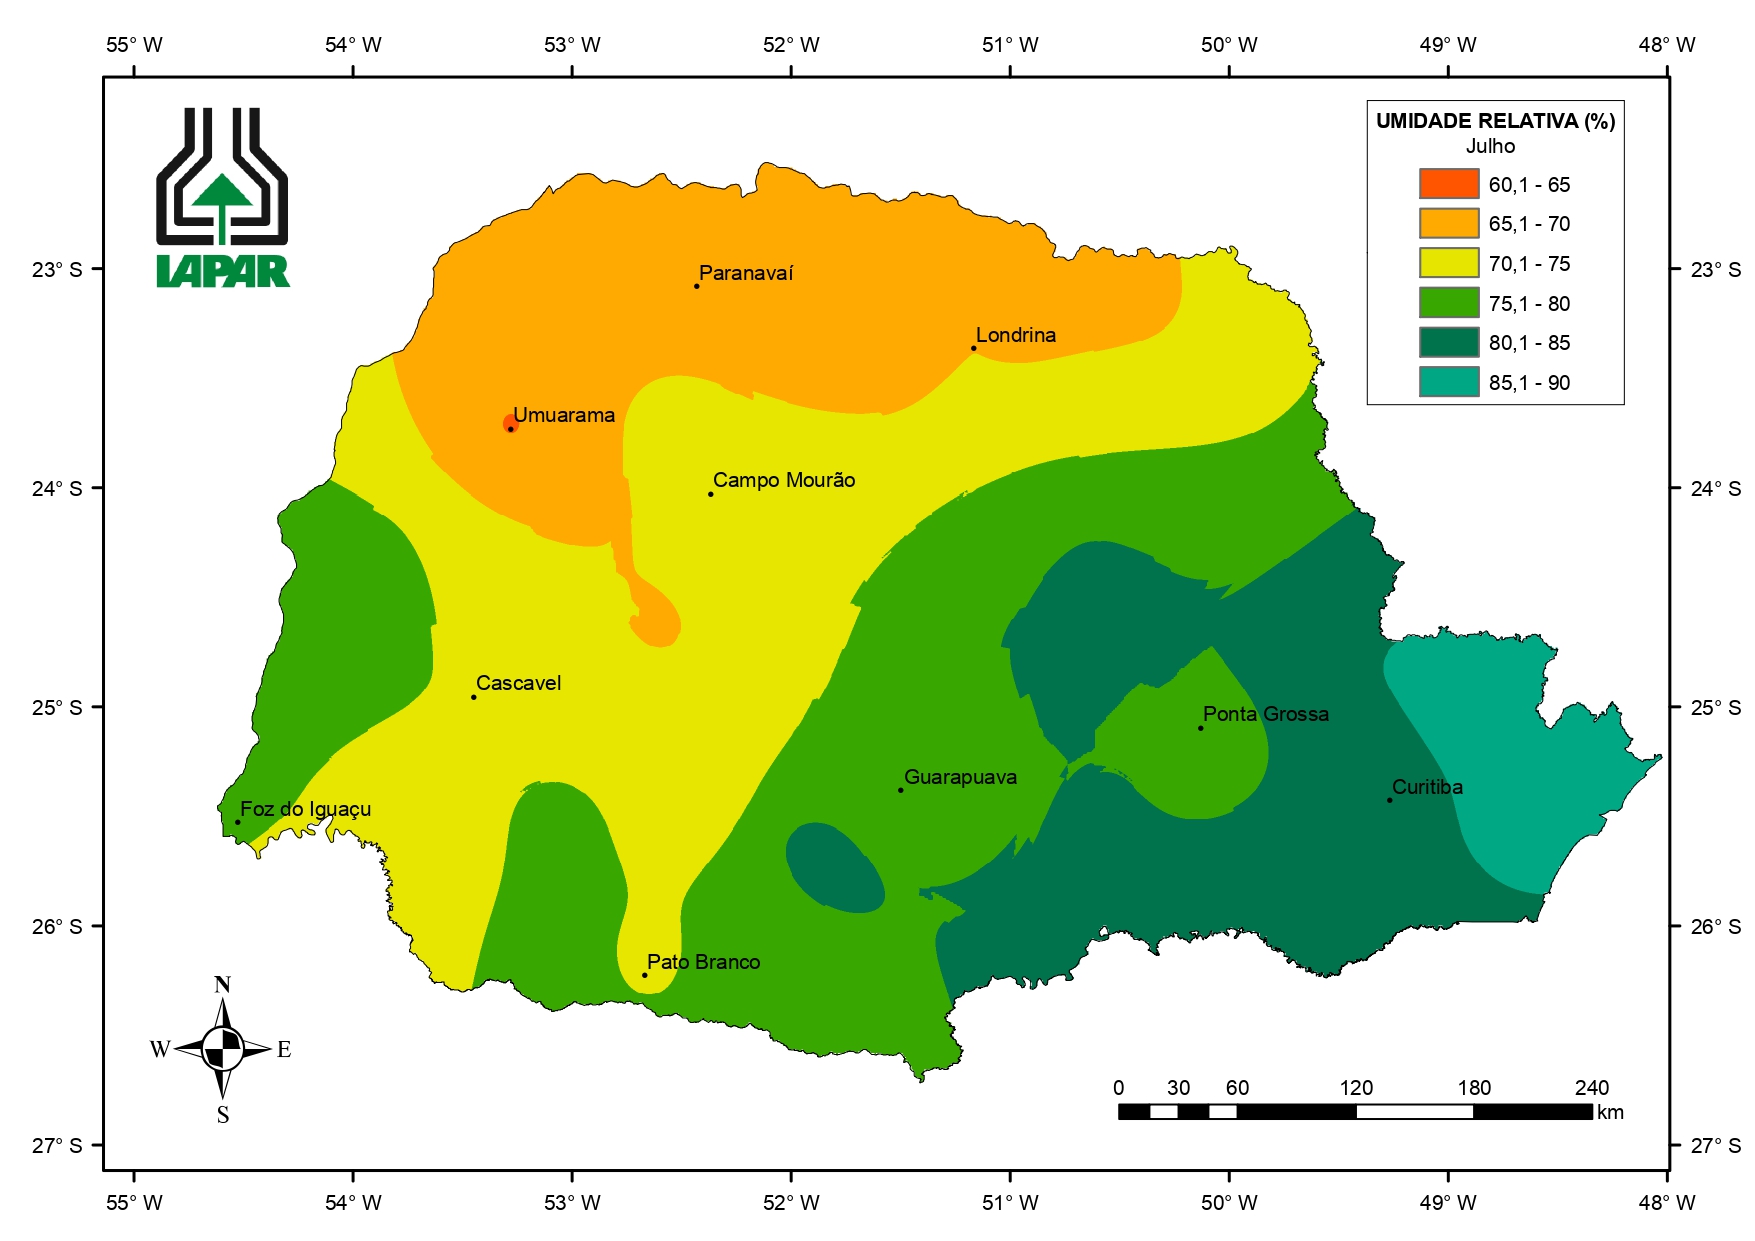 55° W 54° W 53° W 52° W 51° W 50° W 49° W 48° W
UMIDADE RELATIVA (%)
Julho
60,1 - 65
65,1 - 70
70,1 - 75
75,1 - 80
80,1 - 85
85,1 - 90
IAPAR
23° S 23° S
Paranavaí
Londrina
Umuarama
Campo Mourão
24° S 24° S
Cascavel
25° S 25° S
Ponta Grossa
Guarapuava
Curitiba
Foz do Iguaçu
26° S 26° S
Pato Branco
N
W E
S
0 30 60 120 180 240
km
27° S 27° S
55° W 54° W 53° W 52° W 51° W 50° W 49° W 48° W